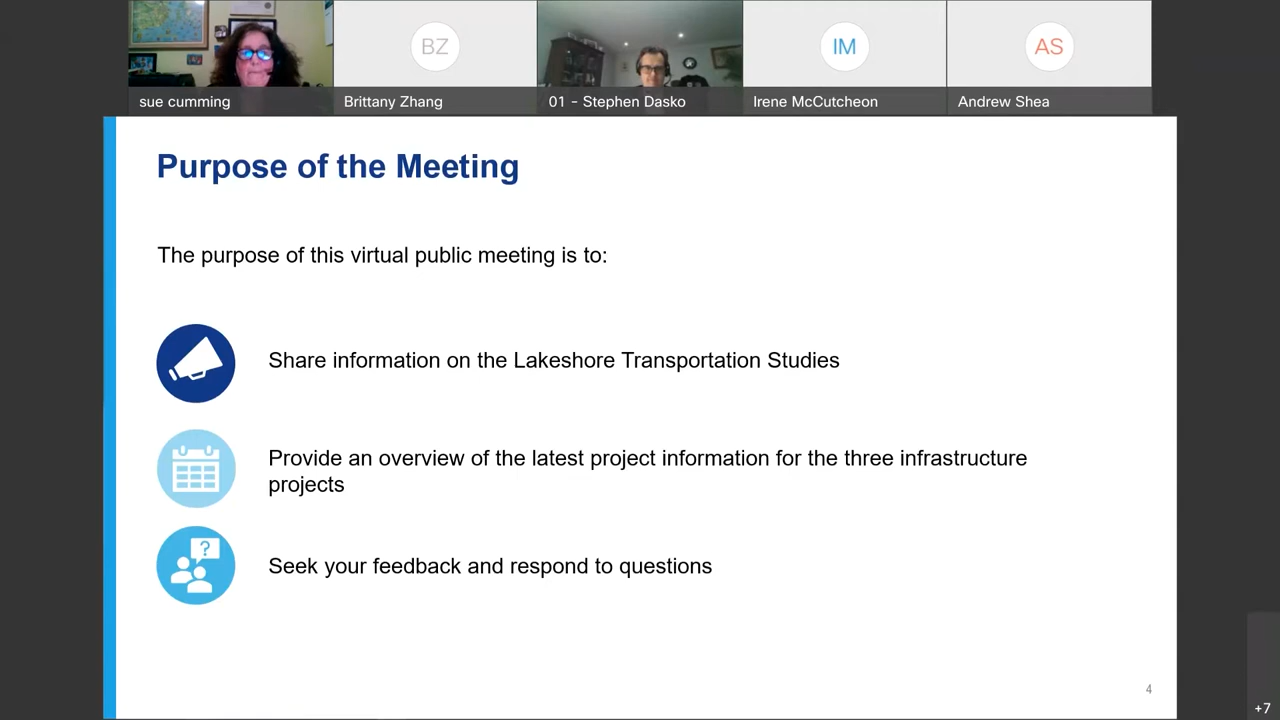 BZ
IM
AS
sue cumming
Brittany Zhang
01 - Stephen Dasko
Irene McCutcheon
Andrew Shea
Purpose of the Meeting
The purpose of this virtual public meeting is to:
Share information on the Lakeshore Transportation Studies
Provide an overview of the latest project information for the three infrastructure
projects
?
Seek your feedback and respond to questions
4
+7